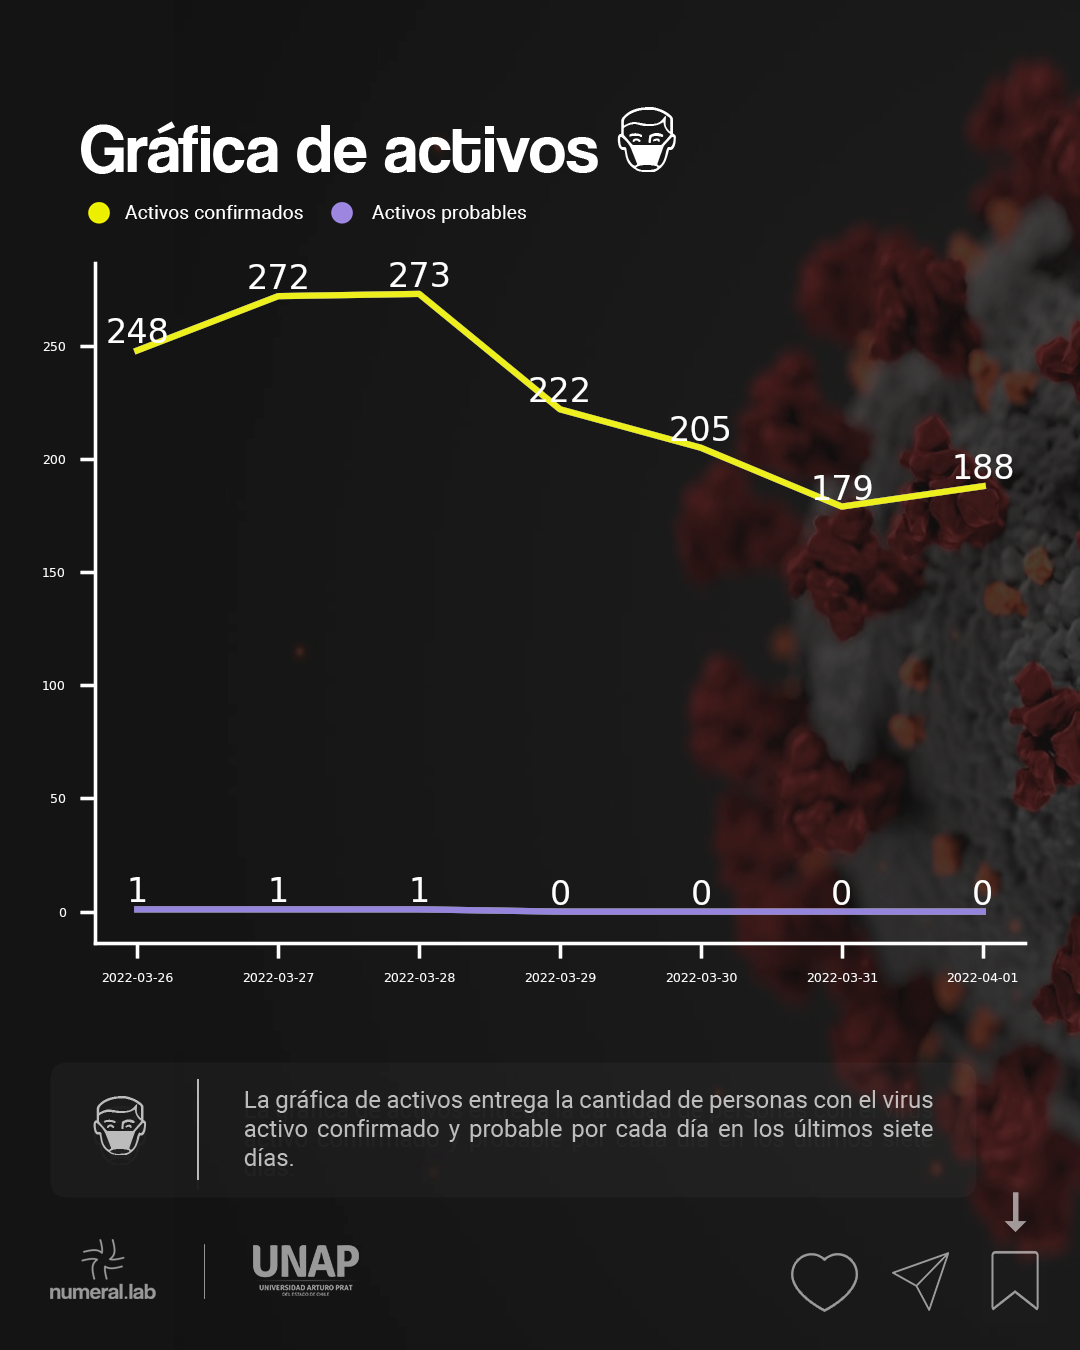 Gráfica de activos
Activos confirmados Activos probables
248 272 273 222 205 179 188
250
200
150
100
50
0
1 1 1 0 0 0 0
2022-03-26 2022-03-27 2022-03-28 2022-03-29 2022-03-30 2022-03-31 2022-04-01
La gráfica de activos entrega la cantidad de personas con el virus
activo confirmado y probable por cada día en los últimos siete
días.
numeral.lab
UNAP
UNIVERSIDAD ARTURO PRAT
DEL ESTADO DE CHILE